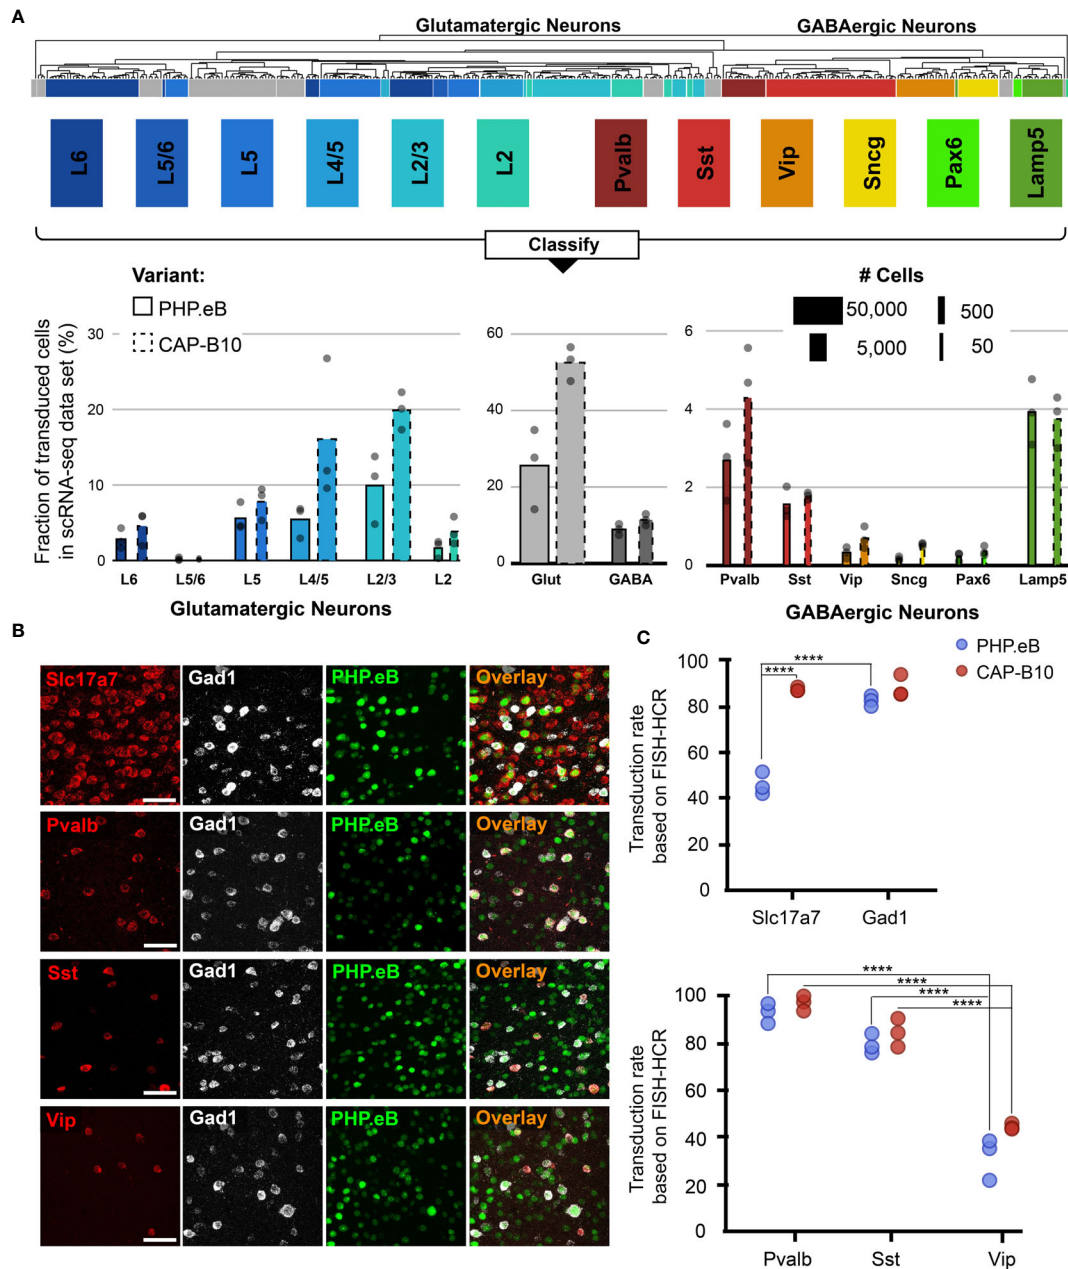 A
Glutamatergic Neurons
GABAergic Neurons
L6
L5/6
L5
L4/5
L2/3
L2
Pvalb
Sst
Vip
Sncg
Pax6
Lamp5
Classify
Variant:
PHP.eB
CAP-B10
# Cells
50,000
500
5,000
50
Fraction of transduced cells
in scRNA-seq data set (%)
30
20
10
0
L6 L5/6 L5 L4/5 L2/3 L2
Glutamatergic Neurons
60
40
20
0
Glut GABA
6
4
2
0
Pvalb Sst Vip Sncg Pax6 Lamp5
GABAergic Neurons
B
Slc17a7 Gad1 PHP.eB Overlay
Pvalb Gad1 PHP.eB Overlay
Sst Gad1 PHP.eB Overlay
Vip Gad1 PHP.eB Overlay
C
PHP.eB
CAP-B10
Transduction rate
based on FISH-HCR
100
80
60
40
20
0
****
****
Slc17a7 Gad1
Transduction rate
based on FISH-HCR
100
80
60
40
20
0
****
****
****
****
Pvalb Sst Vip